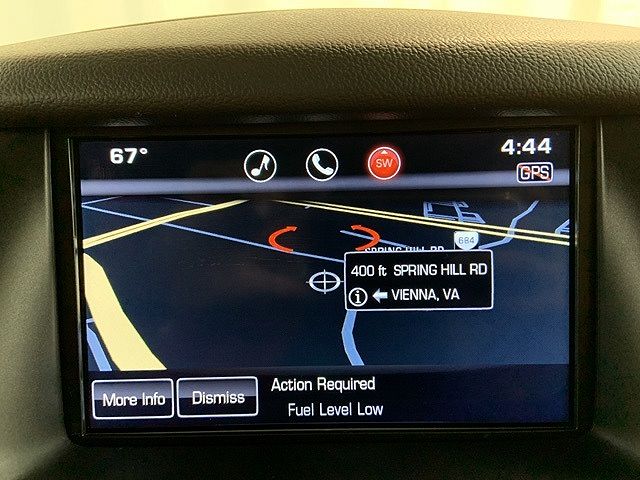 67°
SW
4:44
GPS
684
SPRING HILL RD
400 ft SPRING HILL RD
VIENNA, VA
More Info
Dismiss
Action Required
Fuel Level Low